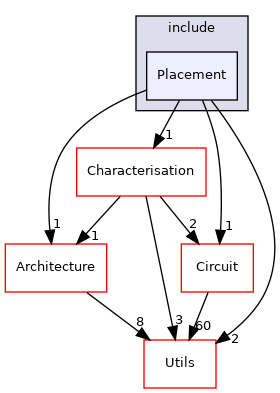 include
Placement
1
Characterisation
1
2
1
1
Architecture
Circuit
8
3
60
2
Utils